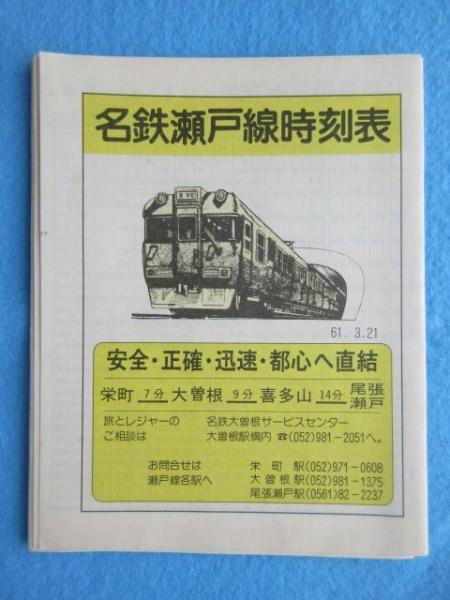 名鉄瀬戸線時刻表
急 栄町
61. 3.21
安全・正確・迅速・都心へ直結
栄町 7分 大曽根 9分 喜多山 14分 尾張瀬戸
旅とレジャーの 名鉄大曽根サービスセンター
ご相談は 大曽根駅構内 ☎(052)981-2051へ。
お問合せは 栄町駅(052)971-0608
瀬戸線各駅へ 大曽根駅(052)981-1375
尾張瀬戸駅(0561)82-2237